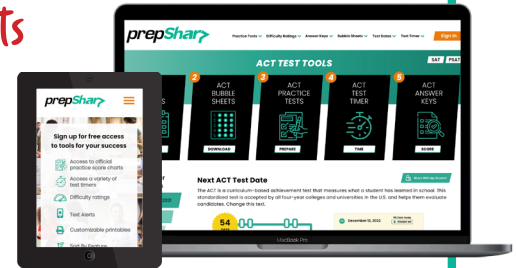 ts
prepSharp
Sign up for free access
to tools for your success
Access to official
practice score charts
Access a variety of
test timers
Difficulty ratings
Test Alerts
Customizable printables
Sort By Feature
prepSharp
Practice Tools
Difficulty Ratings
Answer Keys
Bubble Sheets
Test Dates
Test Timer
Sign In
ACT TEST TOOLS
SAT
PSAT
S
2
ACT
BUBBLE
SHEETS
DOWNLOAD
3
ACT
PRACTICE
TESTS
PREPARE
4
ACT
TEST
TIMER
TIME
5
ACT
ANSWER
KEYS
SCORE
Next ACT Test Date
The ACT is a curriculum-based achievement test that measures what a student has learned in school. This
standardized test is accepted by all four-year colleges and universities in the U.S. and helps them evaluate
candidates. Change this text.
54
December 10, 2022
MacBook Pro